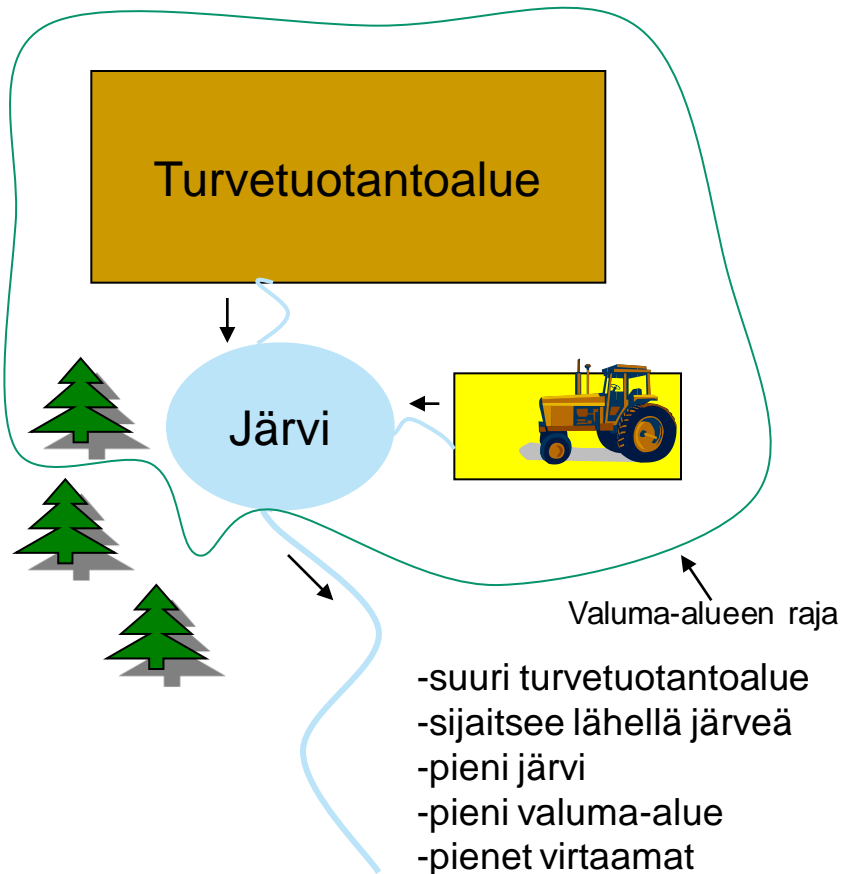 Turvetuotantoalue
Järvi
Valuma-alueen raja
-suuri turvetuotantoalue
-sijaitsee lähellä järveä
-pieni järvi
-pieni valuma-alue
-pienet virtaamat